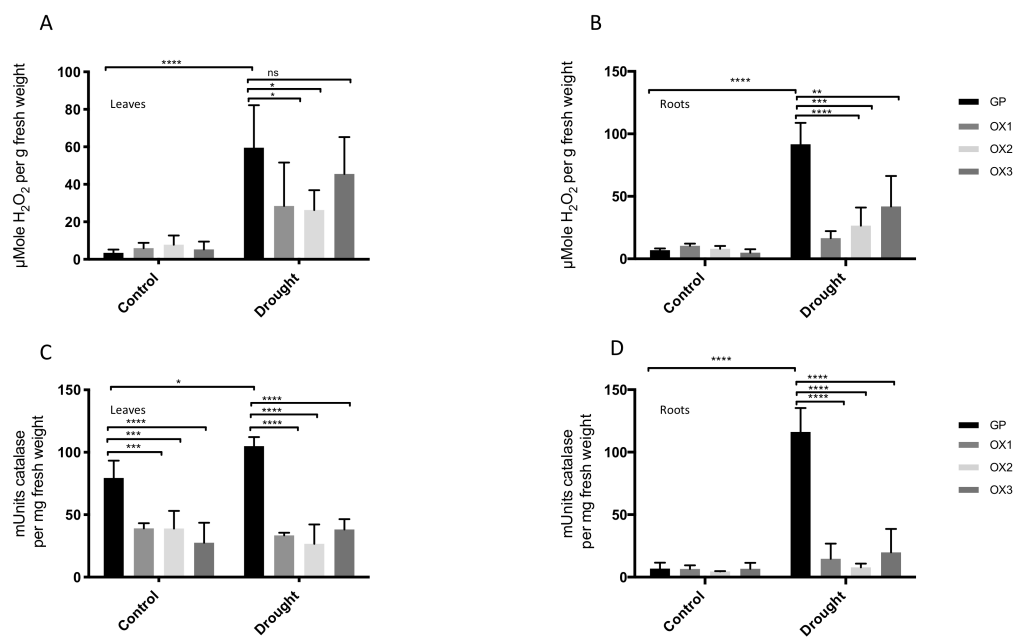 A
µMole H₂O₂ per g fresh weight
100
80
60
40
20
0
Leaves
****
ns
*
*
Control
Drought
B
µMole H₂O₂ per g fresh weight
150
100
50
0
Roots
****
**
***
****
Control
Drought
GP
OX1
OX2
OX3
C
mUnits catalase
per mg fresh weight
150
100
50
0
Leaves
*
****
***
***
****
****
****
Control
Drought
D
mUnits catalase
per mg fresh weight
150
100
50
0
Roots
****
****
****
****
Control
Drought
GP
OX1
OX2
OX3